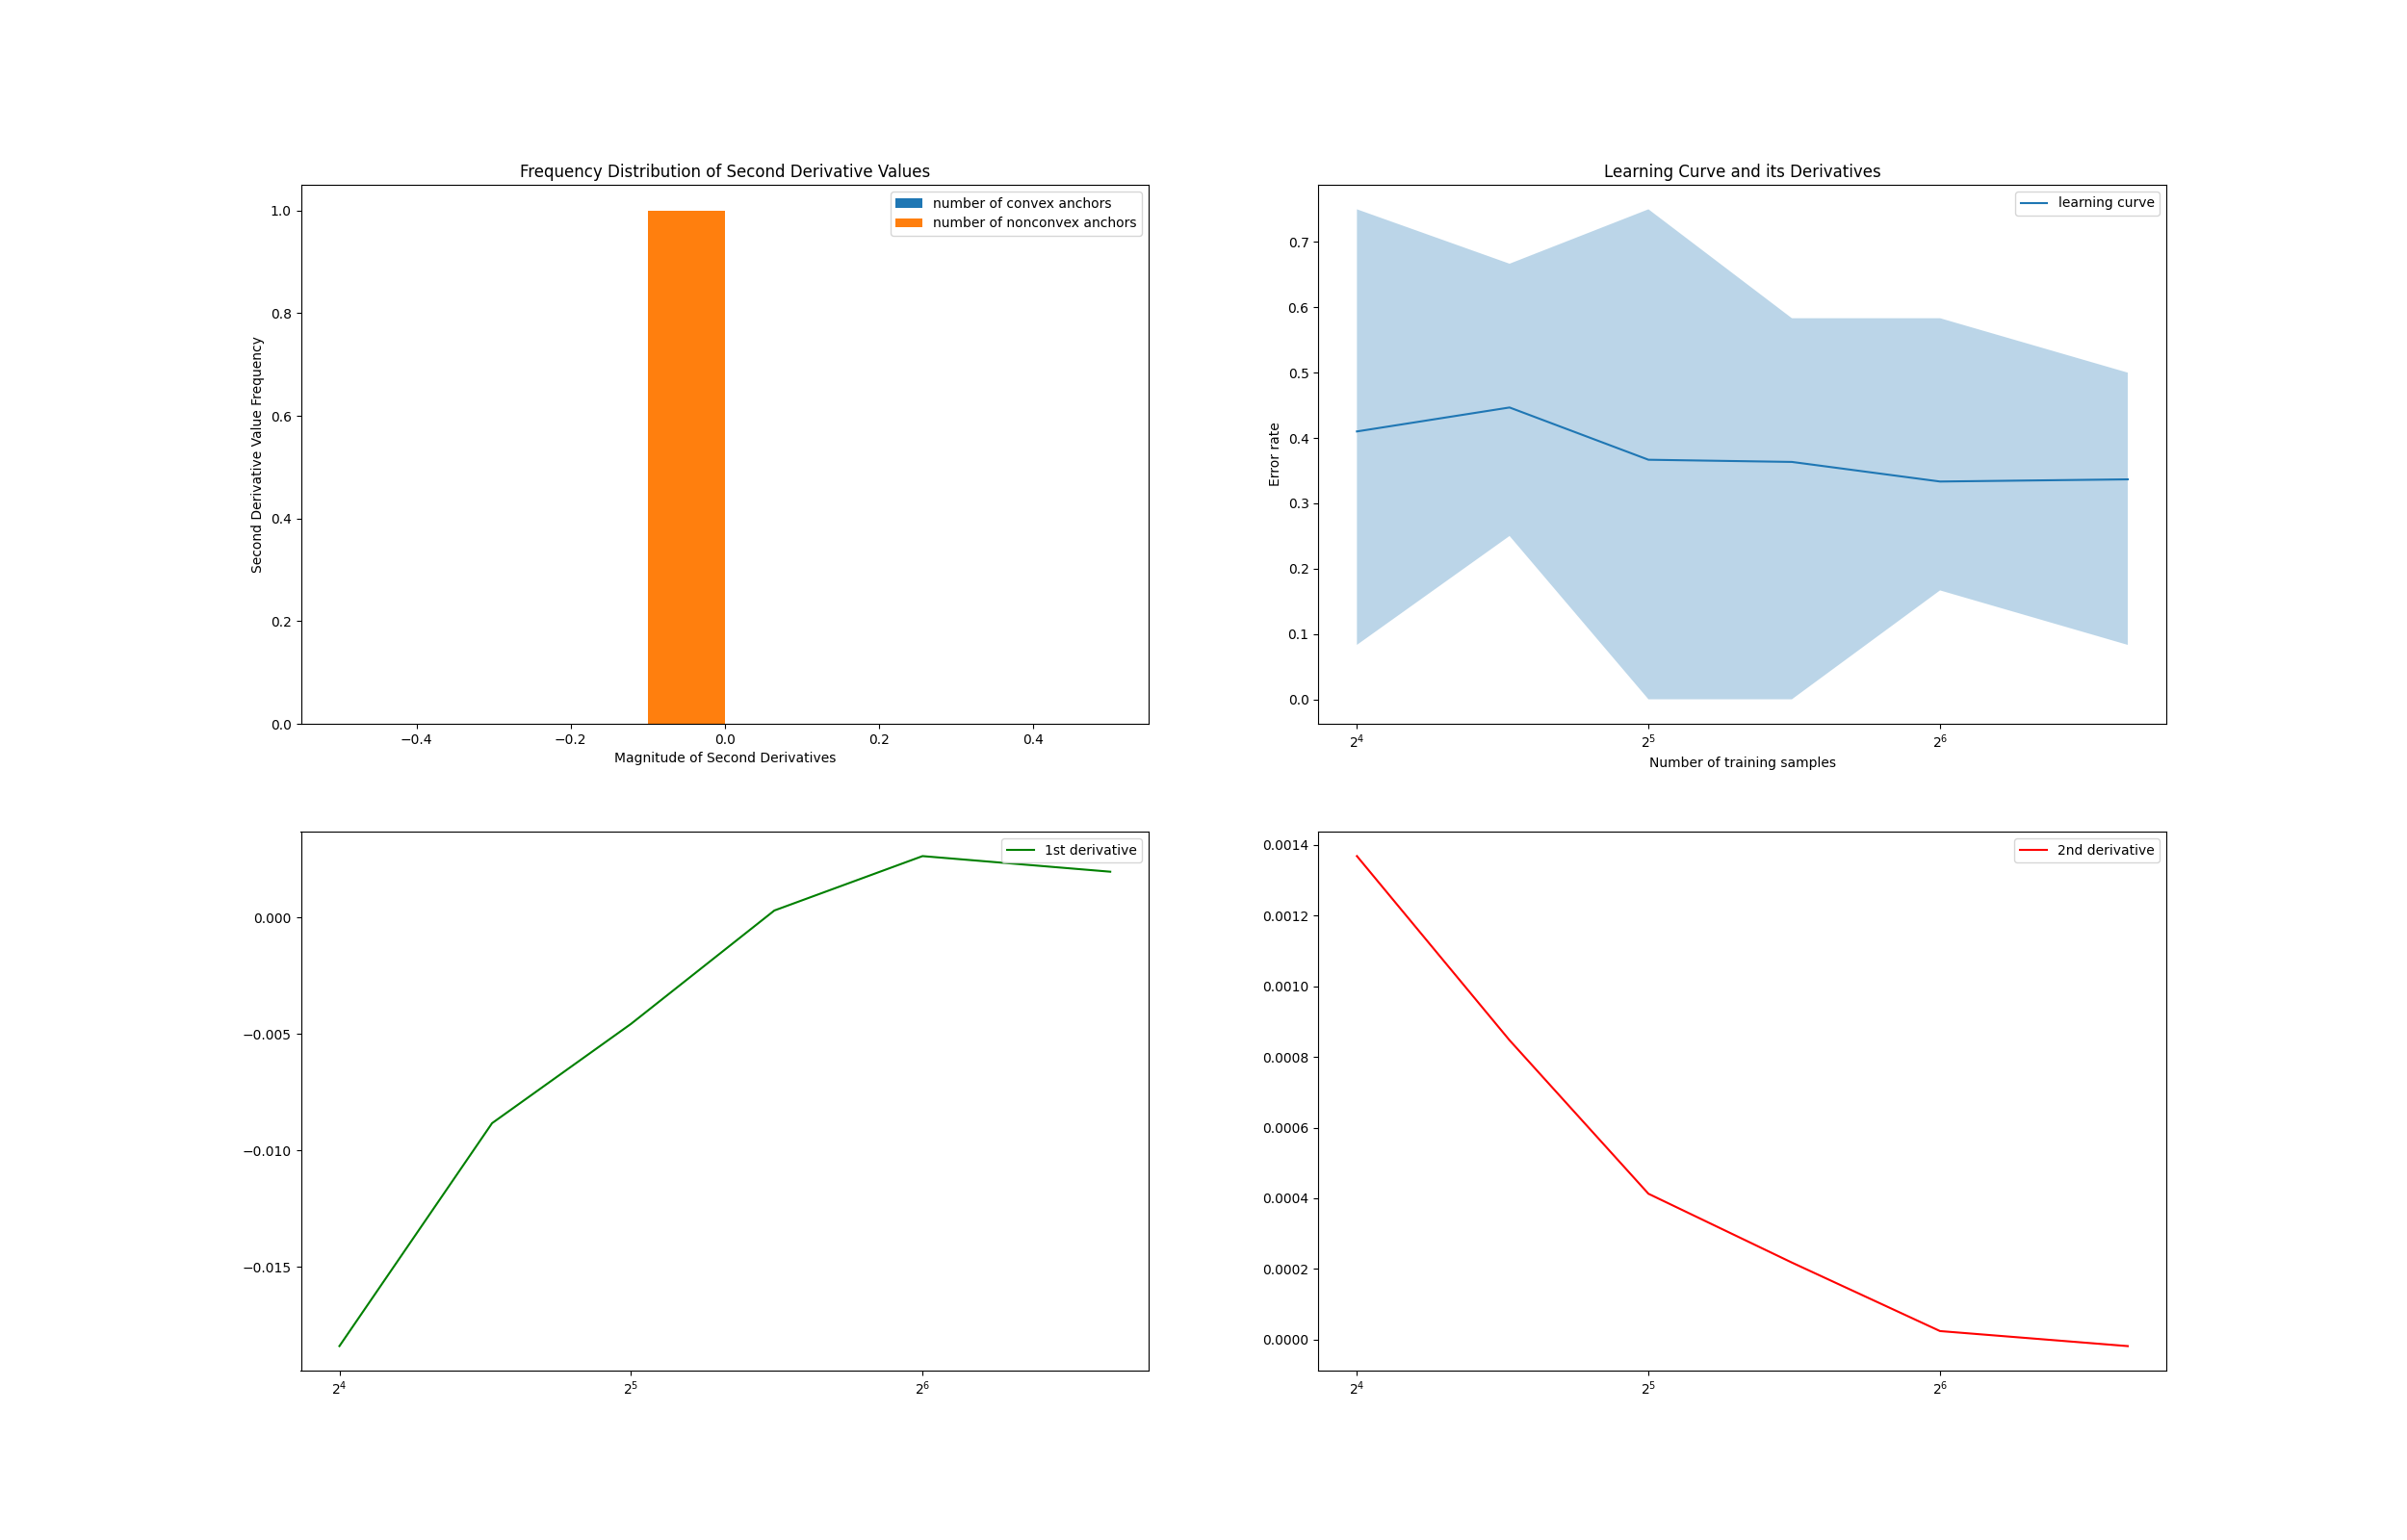 Frequency Distribution of Second Derivative Values
number of convex anchors
number of nonconvex anchors
1.0
0.8
0.6
0.4
0.2
0.0
Second Derivative Value Frequency
−0.4 −0.2 0.0 0.2 0.4
Magnitude of Second Derivatives
Learning Curve and its Derivatives
learning curve
0.7
0.6
0.5
0.4
0.3
0.2
0.1
0.0
Error rate
2⁴ 2⁵ 2⁶
Number of training samples
1st derivative
0.000
−0.005
−0.010
−0.015
2⁴ 2⁵ 2⁶
2nd derivative
0.0014
0.0012
0.0010
0.0008
0.0006
0.0004
0.0002
0.0000
2⁴ 2⁵ 2⁶